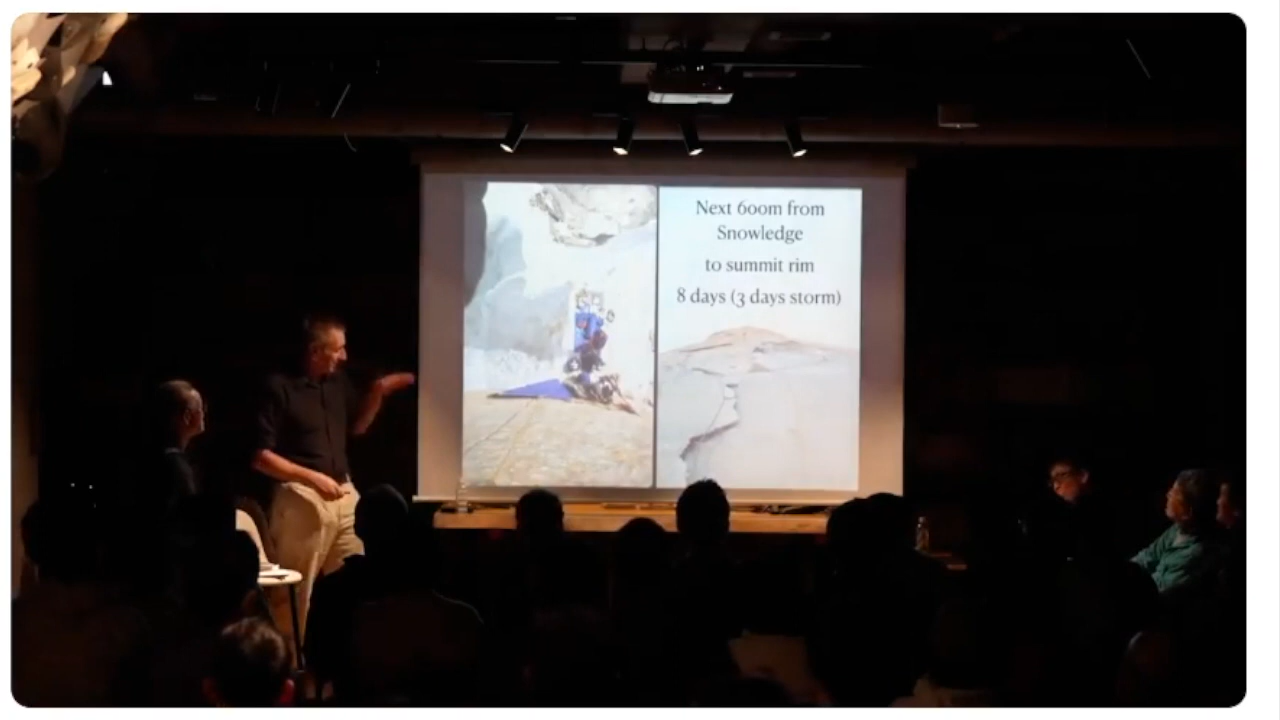 Next 600m from
Snowledge
to summit rim
8 days (3 days storm)